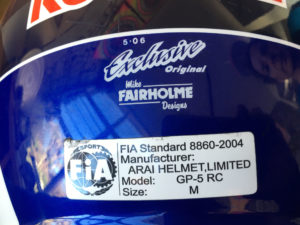 5·06
Exclusive
Original
Mike
FAIRHOLME
Designs
FIA
FIA Standard 8860-2004
Manufacturer:
ARAI HELMET,LIMITED
Model: GP-5 RC
Size: M